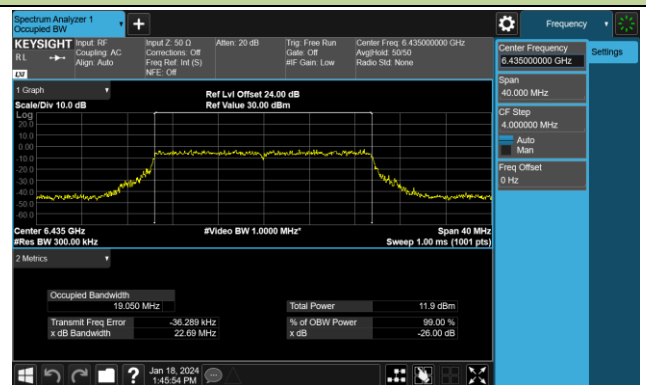 Spectrum Analyzer 1
Occupied BW
Frequency
KEYSIGHT
Input: RF
Coupling: AC
Align: Auto
Input Z: 50 Ω
Corrections: Off
Freq Ref: Int (S)
NFE: Off
Atten: 20 dB
Trig: Free Run
Gate: Off
#IF Gain: Low
Center Freq: 6.435000000 GHz
Avg|Hold: 50/50
Radio Std: None
RL
LXI
Center Frequency
6.435000000 GHz
Settings
Span
40.000 MHz
CF Step
4.000000 MHz
Auto
Man
Freq Offset
0 Hz
1 Graph
Scale/Div 10.0 dB
Ref Lvl Offset 24.00 dB
Ref Value 30.00 dBm
Log
20.0
10.0
0.00
-10.0
-20.0
-30.0
-40.0
-50.0
-60.0
Center 6.435 GHz
#Res BW 300.00 kHz
#Video BW 1.0000 MHz*
Span 40 MHz
Sweep 1.00 ms (1001 pts)
2 Metrics
Occupied Bandwidth
19.050 MHz
Total Power
11.9 dBm
Transmit Freq Error
-36.289 kHz
% of OBW Power
99.00 %
x dB Bandwidth
22.69 MHz
x dB
-26.00 dB
?
Jan 18, 2024
1:45:54 PM